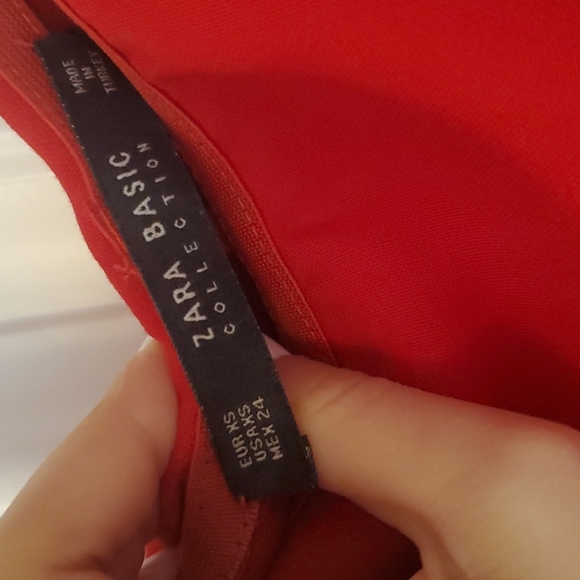 MADE
IN
TURKEY
ZARA BASIC
COLLECTION
EUR XS
USA XS
MEX 24